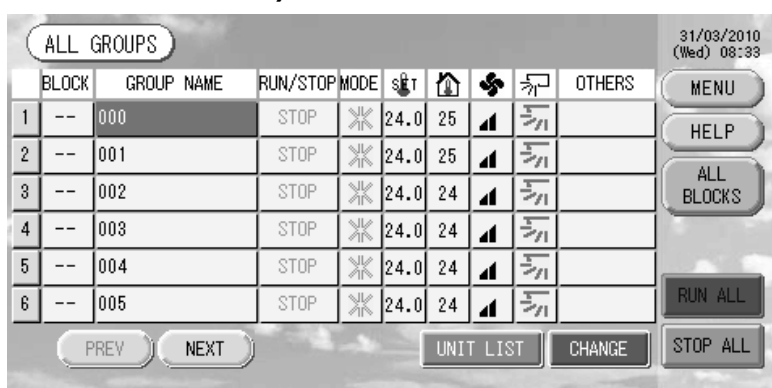 ALL GROUPS
31/03/2010
(Wed) 08:33
BLOCK GROUP NAME RUN/STOP MODE SET OTHERS
1 -- 000 STOP 24.0 25
2 -- 001 STOP 24.0 25
3 -- 002 STOP 24.0 24
4 -- 003 STOP 24.0 24
5 -- 004 STOP 24.0 24
6 -- 005 STOP 24.0 24
MENU
HELP
ALL
BLOCKS
RUN ALL
PREV NEXT UNIT LIST CHANGE STOP ALL